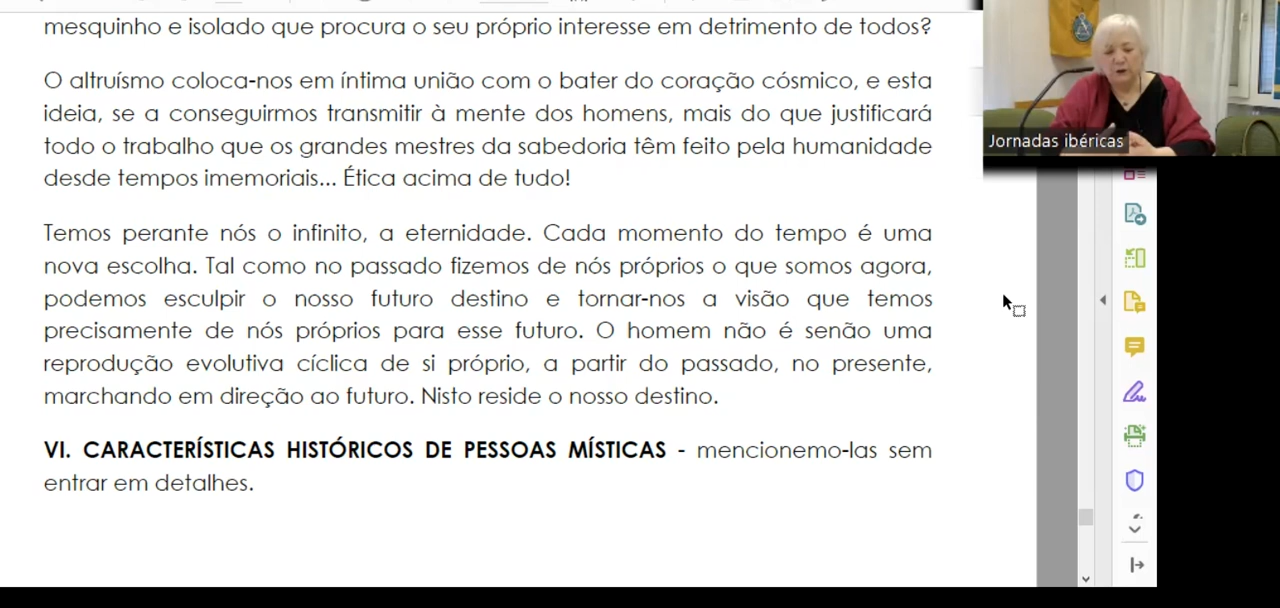 mesquinho e isolado que procura o seu próprio interesse em detrimento de todos?
O altruísmo coloca-nos em íntima união com o bater do coração cósmico, e esta
ideia, se a conseguirmos transmitir à mente dos homens, mais do que justificará
todo o trabalho que os grandes mestres da sabedoria têm feito pela humanidade
desde tempos imemoriais... Ética acima de tudo!
Temos perante nós o infinito, a eternidade. Cada momento do tempo é uma
nova escolha. Tal como no passado fizemos de nós próprios o que somos agora,
podemos esculpir o nosso futuro destino e tornar-nos a visão que temos
precisamente de nós próprios para esse futuro. O homem não é senão uma
reprodução evolutiva cíclica de si próprio, a partir do passado, no presente,
marchando em direção ao futuro. Nisto reside o nosso destino.
VI. CARACTERÍSTICAS HISTÓRICOS DE PESSOAS MÍSTICAS - mencionemo-las sem
entrar em detalhes.
Jornadas ibéricas